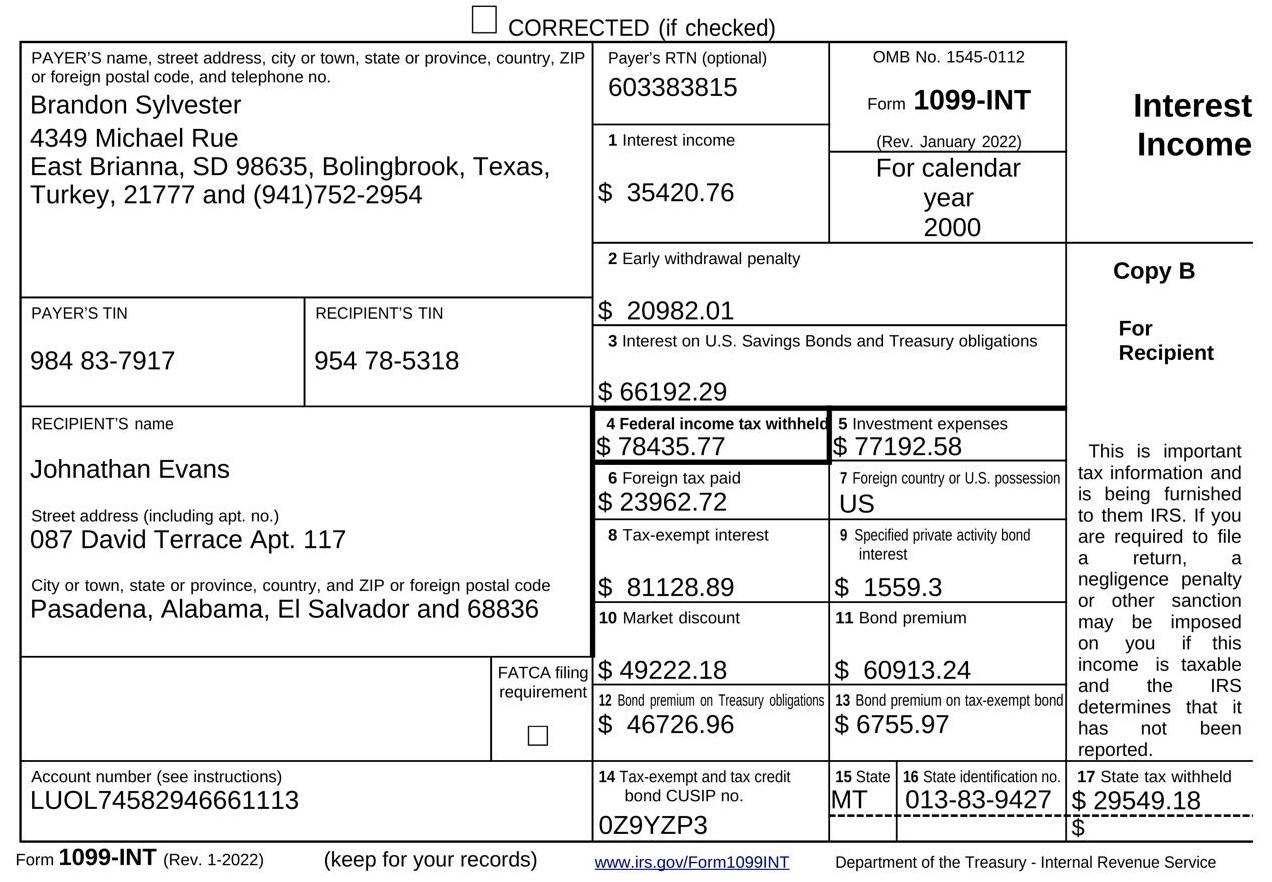 CORRECTED (if checked)
PAYER'S name, street address, city or town, state or province, country, ZIP
or foreign postal code, and telephone no.
Brandon Sylvester
4349 Michael Rue
East Brianna, SD 98635, Bolingbrook, Texas,
Turkey, 21777 and (941)752-2954
Payer's RTN (optional)
603383815
1 Interest income
$ 35420.76
OMB No. 1545-0112
Form 1099-INT
(Rev. January 2022)
For calendar
year
2000
Interest
Income
2 Early withdrawal penalty
$ 20982.01
Copy B
For
Recipient
PAYER'S TIN
984 83-7917
RECIPIENT'S TIN
954 78-5318
3 Interest on U.S. Savings Bonds and Treasury obligations
$ 66192.29
RECIPIENT'S name
Johnathan Evans
Street address (including apt. no.)
087 David Terrace Apt. 117
City or town, state or province, country, and ZIP or foreign postal code
Pasadena, Alabama, El Salvador and 68836
4 Federal income tax withheld
$ 78435.77
5 Investment expenses
$ 77192.58
6 Foreign tax paid
$ 23962.72
7 Foreign country or U.S. possession
US
8 Tax-exempt interest
$ 81128.89
9 Specified private activity bond
interest
$ 1559.3
10 Market discount
$ 49222.18
11 Bond premium
$ 60913.24
This is important
tax information and
is being furnished
to them IRS. If you
are required to file
a return, a
negligence penalty
or other sanction
may be imposed
on you if this
income is taxable
and the IRS
determines that it
has not been
reported.
FATCA filing
requirement
12 Bond premium on Treasury obligations
$ 46726.96
13 Bond premium on tax-exempt bond
$ 6755.97
Account number (see instructions)
LUOL74582946661113
14 Tax-exempt and tax credit
bond CUSIP no.
0Z9YZP3
15 State
MT
16 State identification no.
013-83-9427
17 State tax withheld
$ 29549.18
$
Form 1099-INT (Rev. 1-2022)
(keep for your records)
www.irs.gov/Form1099INT
Department of the Treasury - Internal Revenue Service